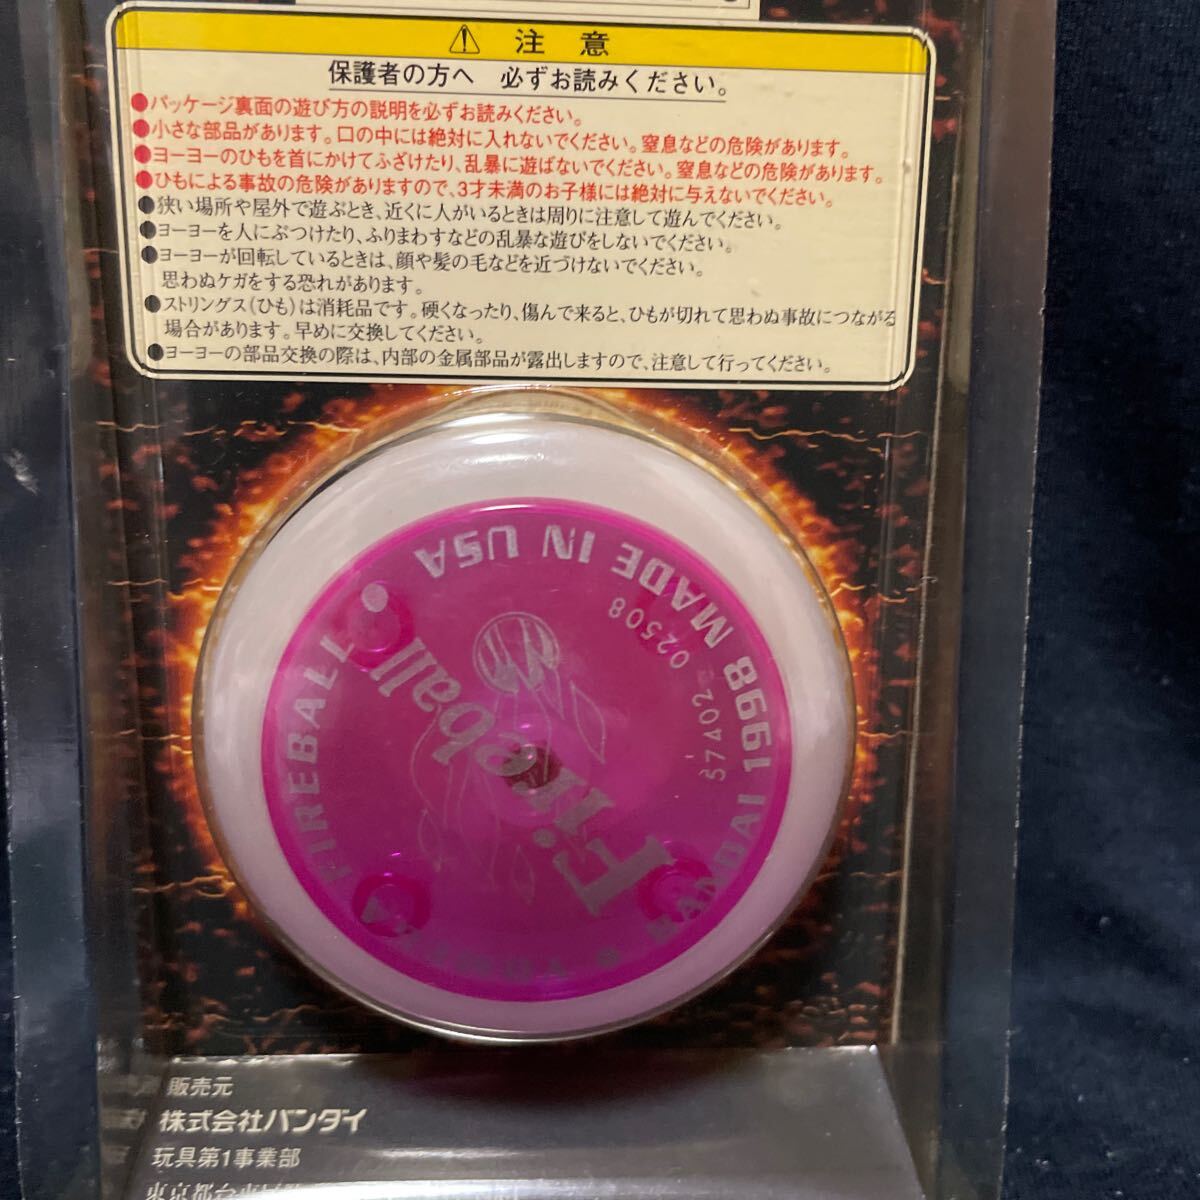 ⚠ 注意
保護者の方へ 必ずお読みください。
●パッケージ裏面の遊び方の説明を必ずお読みください。
●小さな部品があります。口の中には絶対に入れないでください。窒息などの危険があります。
●ヨーヨーのひもを首にかけてふざけたり、乱暴に遊ばないでください。窒息などの危険があります。
●ひもによる事故の危険がありますので、3才未満のお子様には絶対に与えないでください。
●狭い場所や屋外で遊ぶとき、近くに人がいるときは周りに注意して遊んでください。
●ヨーヨーを人にぶつけたり、ふりまわすなどの乱暴な遊びをしないでください。
●ヨーヨーが回転しているときは、顔や髪の毛などを近づけないでください。
思わぬケガをする恐れがあります。
●ストリングス(ひも)は消耗品です。硬くなったり、傷んで来ると、ひもが切れて思わぬ事故につながる
場合があります。早めに交換してください。
●ヨーヨーの部品交換の際は、内部の金属部品が露出しますので、注意して行ってください。
FIREBALL
BANDAI 1998 MADE IN USA
57402 02508
Fireball
販売元
株式会社バンダイ
玩具第1事業部
東京都台東